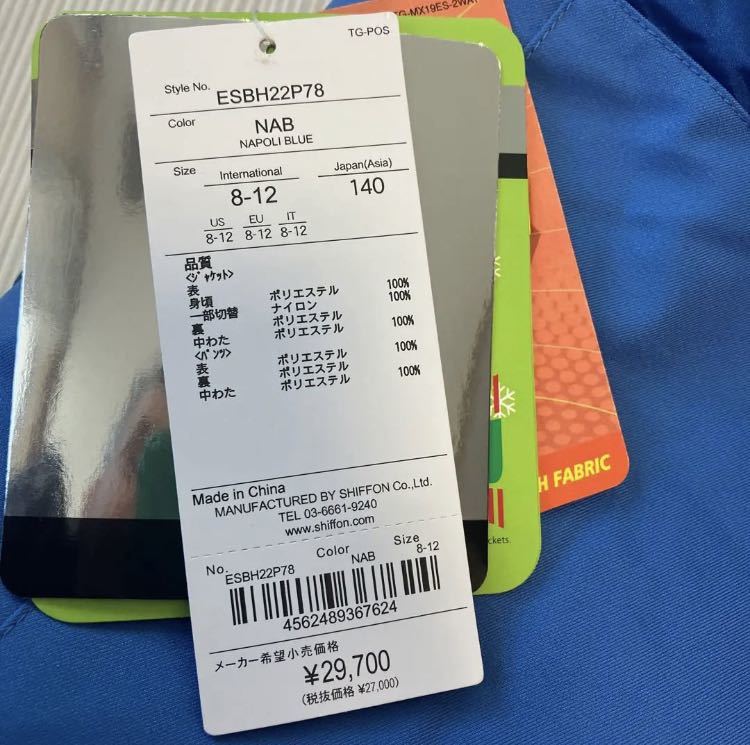 TG-MX19ES-2WAY
TG-POS
Style No. ESBH22P78
Color NAB
NAPOLI BLUE
Size International Japan(Asia)
8-12 140
US EU IT
8-12 8-12 8-12
品質
<ジャケット>
表
身頃 ポリエステル 100%
一部切替 ナイロン 100%
裏 ポリエステル
中わた ポリエステル 100%
<パンツ>
表 ポリエステル 100%
裏 ポリエステル
中わた ポリエステル 100%
Made in China
MANUFACTURED BY SHIFFON Co.,Ltd.
TEL 03-6661-9240
www.shiffon.com
No. Color Size
ESBH22P78 NAB 8-12
4562489367624
メーカー希望小売価格
¥29,700
(税抜価格 ¥27,000)
H FABRIC
ckets.